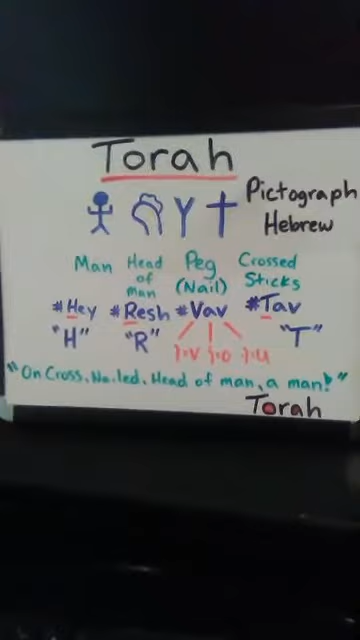 Torah
Pictograph
Hebrew
Man Head of man Peg (Nail) Crossed Sticks
#Hey #Resh #Vav #Tav
"H" "R" "T"
"On Cross, Nailed, Head of man, a man!"
Torah